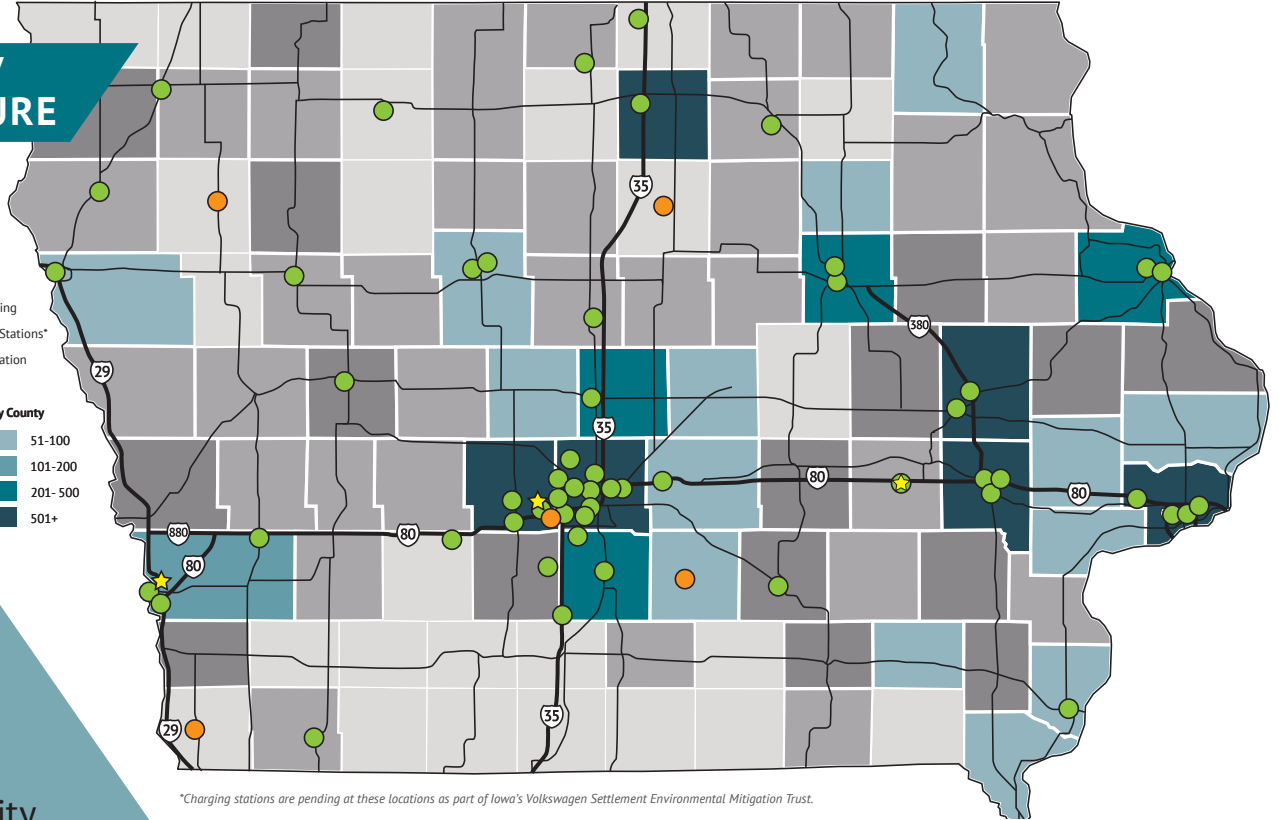 URE
ing
Stations*
ation
y County
51-100
101-200
201- 500
501+
35
380
29
35
80
80
880
80
80
29
35
*Charging stations are pending at these locations as part of Iowa's Volkswagen Settlement Environmental Mitigation Trust.
ity